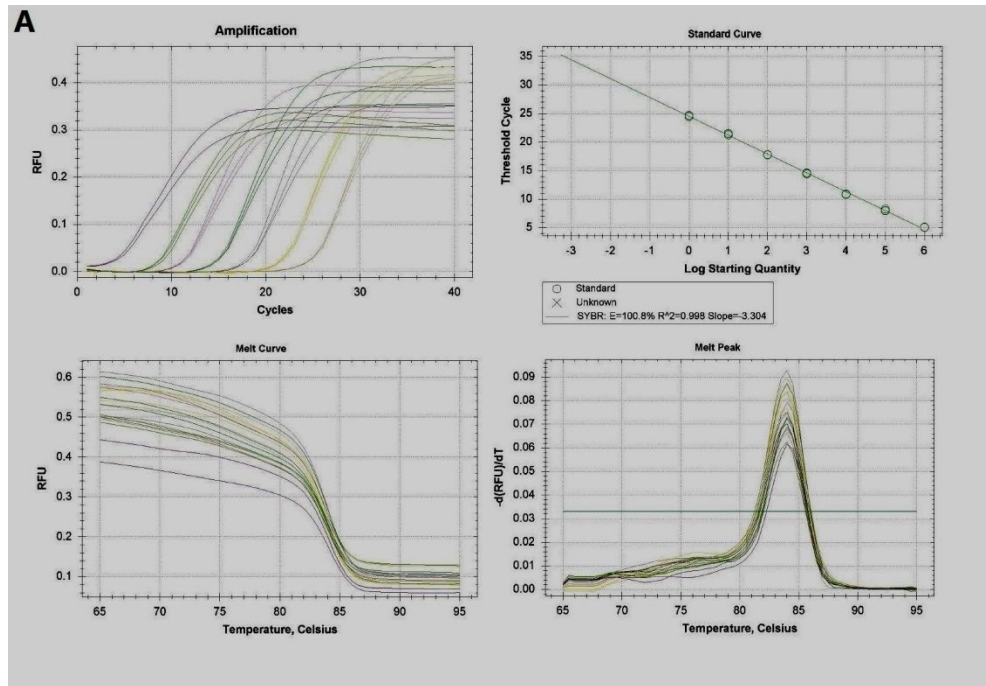 A
Amplification
0.4
0.3
0.2
0.1
0.0
RFU
0 10 20 30 40
Cycles
Standard Curve
35
30
25
20
15
10
5
Threshold Cycle
-3 -2 -1 0 1 2 3 4 5 6
Log Starting Quantity
Standard
Unknown
SYBR: E=100.8% R^2=0.998 Slope=-3.304
Melt Curve
0.6
0.5
0.4
0.3
0.2
0.1
RFU
65 70 75 80 85 90 95
Temperature, Celsius
Melt Peak
0.09
0.08
0.07
0.06
0.05
0.04
0.03
0.02
0.01
0.00
-d(RFU)/dT
65 70 75 80 85 90 95
Temperature, Celsius